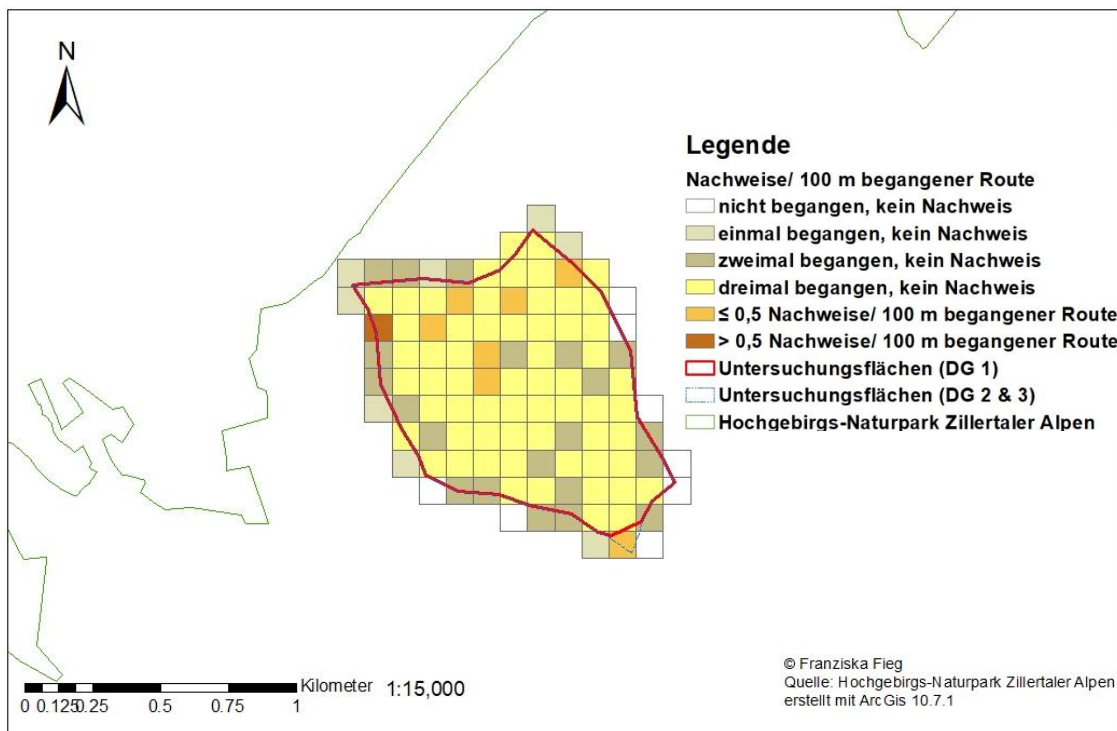 N
Legende
Nachweise/ 100 m begangener Route
nicht begangen, kein Nachweis
einmal begangen, kein Nachweis
zweimal begangen, kein Nachweis
dreimal begangen, kein Nachweis
≤ 0,5 Nachweise/ 100 m begangener Route
> 0,5 Nachweise/ 100 m begangener Route
Untersuchungsflächen (DG 1)
Untersuchungsflächen (DG 2 & 3)
Hochgebirgs-Naturpark Zillertaler Alpen
Kilometer 1:15,000
0 0.125 0.25 0.5 0.75 1
© Franziska Fieg
Quelle: Hochgebirgs-Naturpark Zillertaler Alpen
erstellt mit ArcGis 10.7.1